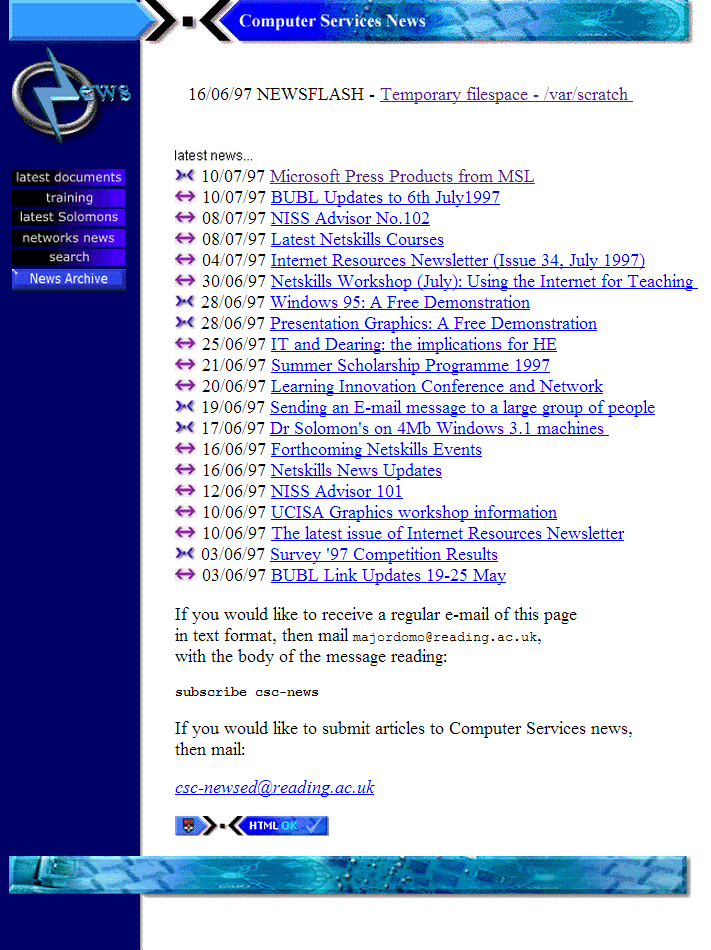 Computer Services News
News
16/06/97 NEWSFLASH - Temporary filespace - /var/scratch
latest documents
training
latest Solomons
networks news
search
News Archive
latest news...
10/07/97 Microsoft Press Products from MSL
10/07/97 BUBL Updates to 6th July1997
08/07/97 NISS Advisor No.102
08/07/97 Latest Netskills Courses
04/07/97 Internet Resources Newsletter (Issue 34, July 1997)
30/06/97 Netskills Workshop (July): Using the Internet for Teaching
28/06/97 Windows 95: A Free Demonstration
28/06/97 Presentation Graphics: A Free Demonstration
25/06/97 IT and Dearing: the implications for HE
21/06/97 Summer Scholarship Programme 1997
20/06/97 Learning Innovation Conference and Network
19/06/97 Sending an E-mail message to a large group of people
17/06/97 Dr Solomon's on 4Mb Windows 3.1 machines
16/06/97 Forthcoming Netskills Events
16/06/97 Netskills News Updates
12/06/97 NISS Advisor 101
10/06/97 UCISA Graphics workshop information
10/06/97 The latest issue of Internet Resources Newsletter
03/06/97 Survey '97 Competition Results
03/06/97 BUBL Link Updates 19-25 May
If you would like to receive a regular e-mail of this page
in text format, then mail majordomo@reading.ac.uk,
with the body of the message reading:
subscribe csc-news
If you would like to submit articles to Computer Services news,
then mail:
csc-newsed@reading.ac.uk
HTML OK